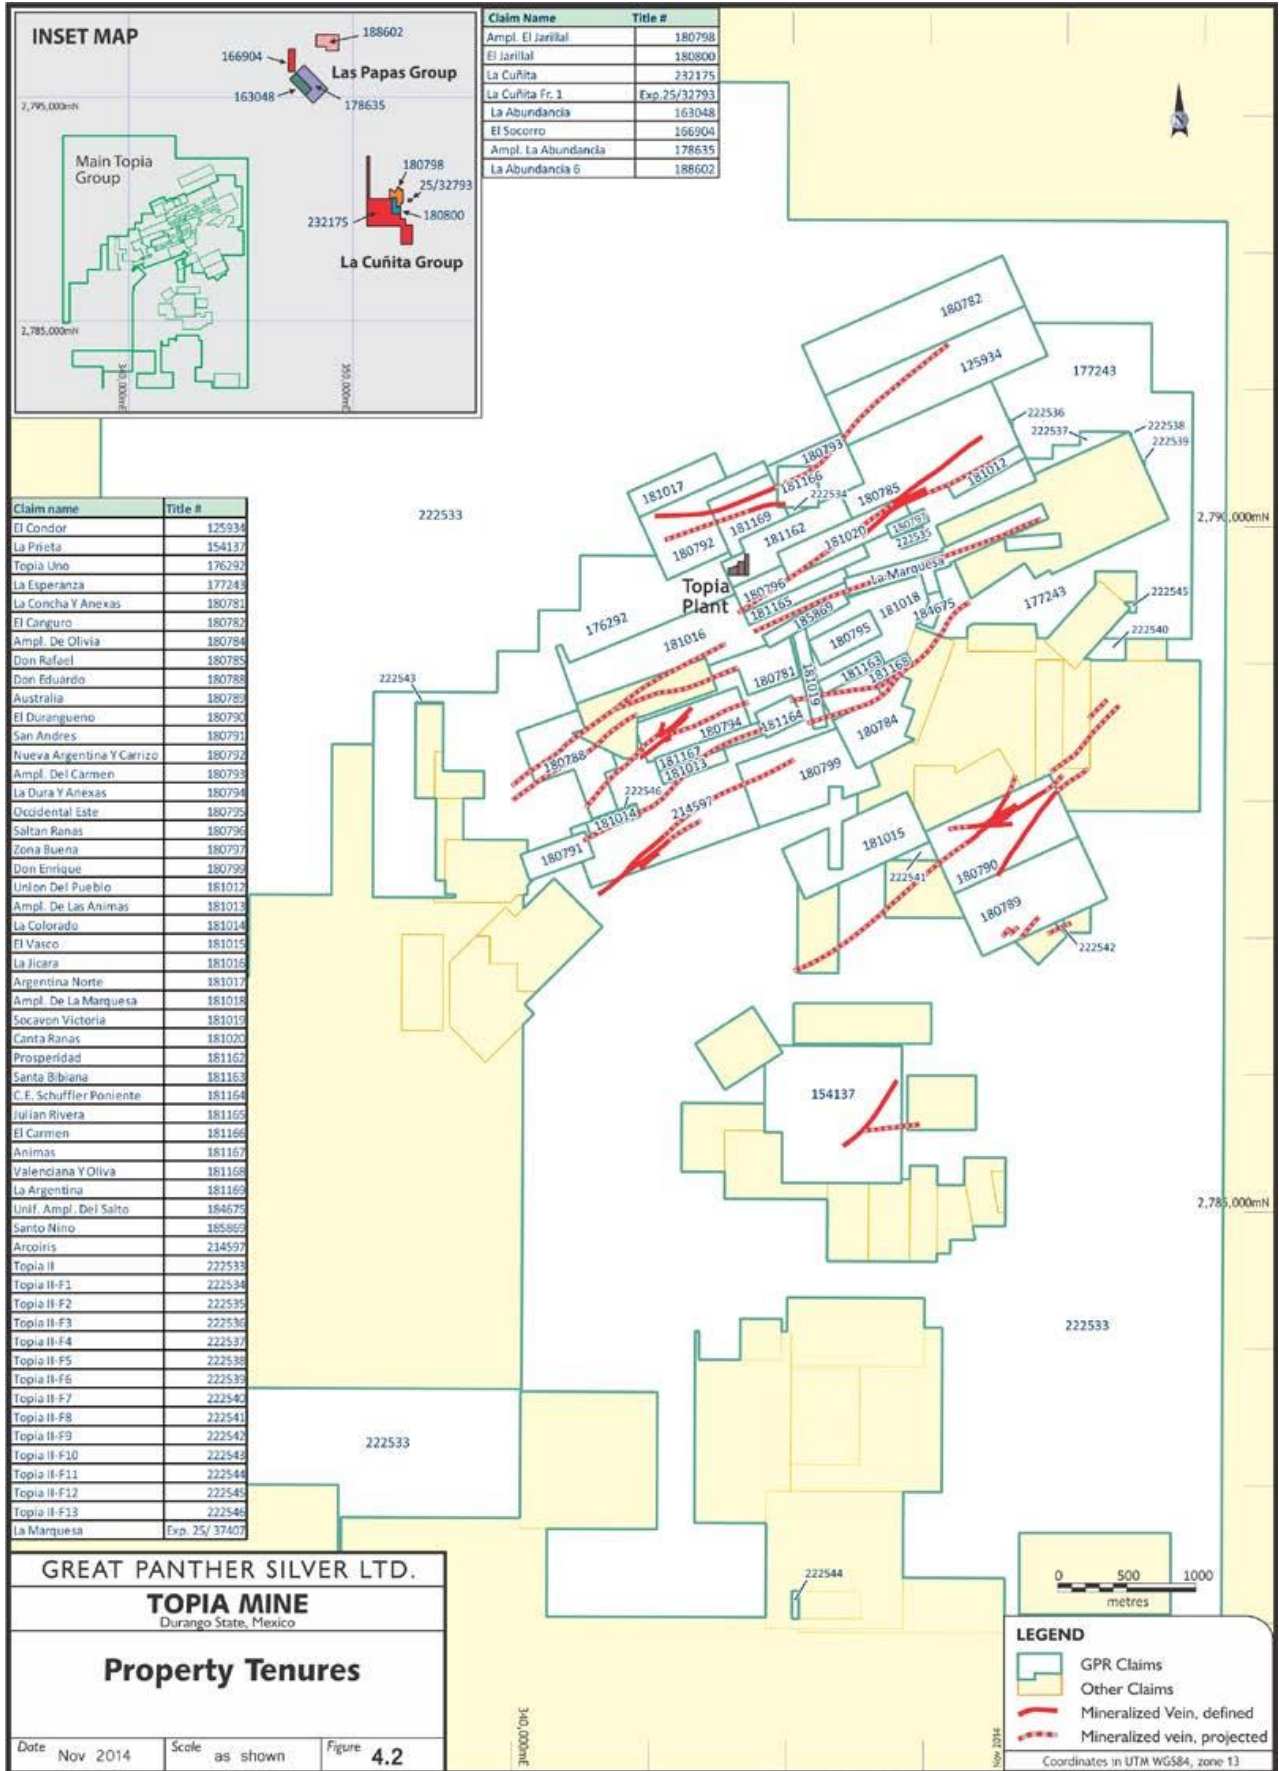 INSET MAP
188602
166904
Las Papas Group
163048
178635
2,795,000mN
Main Topia
Group
180798
25/32793
180800
232175
La Cuñita Group
2,785,000mN
340,000mE
350,000mE
Claim Name Title #
Ampl. El Jarillal 180798
El Jarillal 180800
La Cuñita 232175
La Cuñita Fr. 1 Exp.25/32793
La Abundancia 163048
El Socorro 166904
Ampl. La Abundancia 178635
La Abundancia 6 188602
180782
125934
177243
222536
222537
222538
222539
180793
181012
181017
181166
222534
180785
222533
181169
181162
180797
2,790,000mN
180792
181020
222535
Topia
Plant
La Marquesa
180796
181165
185869
181018
184675
177243
222545
222540
176292
181016
180795
181163
181168
180781
181019
222543
180794
181164
180784
180788
181167
181013
180799
222546
181014
214597
180791
181015
222541
180790
180789
222542
154137
2,785,000mN
222533
222533
222544
Claim name Title #
El Condor 125934
La Prieta 154137
Topia Uno 176292
La Esperanza 177243
La Concha Y Anexas 180781
El Canguro 180782
Ampl. De Olivia 180784
Don Rafael 180785
Don Eduardo 180788
Australia 180789
El Durangueno 180790
San Andres 180791
Nueva Argentina Y Carrizo 180792
Ampl. Del Carmen 180793
La Dura Y Anexas 180794
Occidental Este 180795
Saltan Ranas 180796
Zona Buena 180797
Don Enrique 180799
Union Del Pueblo 181012
Ampl. De Las Animas 181013
La Colorado 181014
El Vasco 181015
La Jicara 181016
Argentina Norte 181017
Ampl. De La Marquesa 181018
Socavon Victoria 181019
Canta Ranas 181020
Prosperidad 181162
Santa Bibiana 181163
C.E. Schuffler Poniente 181164
Julian Rivera 181165
El Carmen 181166
Animas 181167
Valenciana Y Oliva 181168
La Argentina 181169
Unif. Ampl. Del Salto 184675
Santo Nino 185869
Arcoiris 214597
Topia II 222533
Topia II-F1 222534
Topia II-F2 222535
Topia II-F3 222536
Topia II-F4 222537
Topia II-F5 222538
Topia II-F6 222539
Topia II-F7 222540
Topia II-F8 222541
Topia II-F9 222542
Topia II-F10 222543
Topia II-F11 222544
Topia II-F12 222545
Topia II-F13 222546
La Marquesa Exp. 25/ 37407
GREAT PANTHER SILVER LTD.
TOPIA MINE
Durango State, Mexico
Property Tenures
Date Nov 2014
Scale as shown
Figure 4.2
340,000mE
Nov 2014
N
0 500 1000
metres
LEGEND
GPR Claims
Other Claims
Mineralized Vein, defined
Mineralized vein, projected
Coordinates in UTM WGS84, zone 13